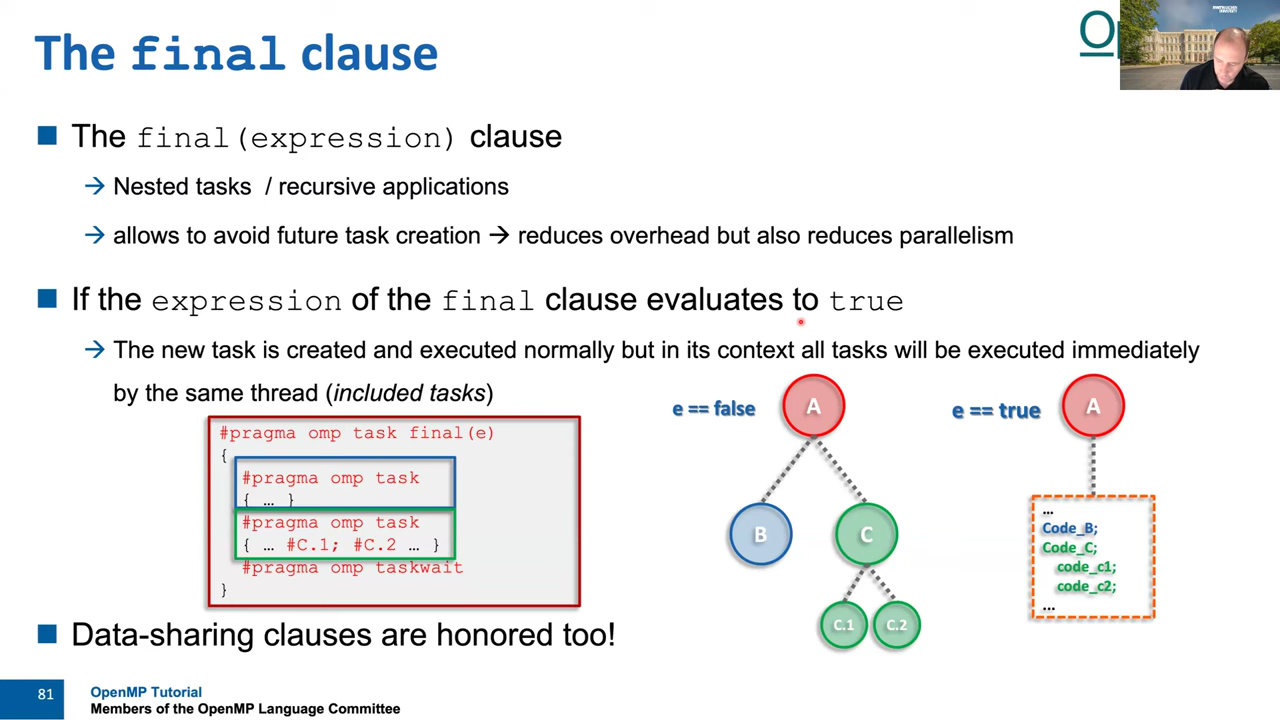 The final clause
Op
The final(expression) clause
→ Nested tasks / recursive applications
→ allows to avoid future task creation → reduces overhead but also reduces parallelism
If the expression of the final clause evaluates to true
→ The new task is created and executed normally but in its context all tasks will be executed immediately
by the same thread (included tasks)
#pragma omp task final(e)
{
#pragma omp task
{ … }
#pragma omp task
{ … #C.1; #C.2 … }
#pragma omp taskwait
}
e == false
A
B
C
C.1
C.2
e == true
A
…
Code_B;
Code_C;
code_c1;
code_c2;
…
Data-sharing clauses are honored too!
81
OpenMP Tutorial
Members of the OpenMP Language Committee